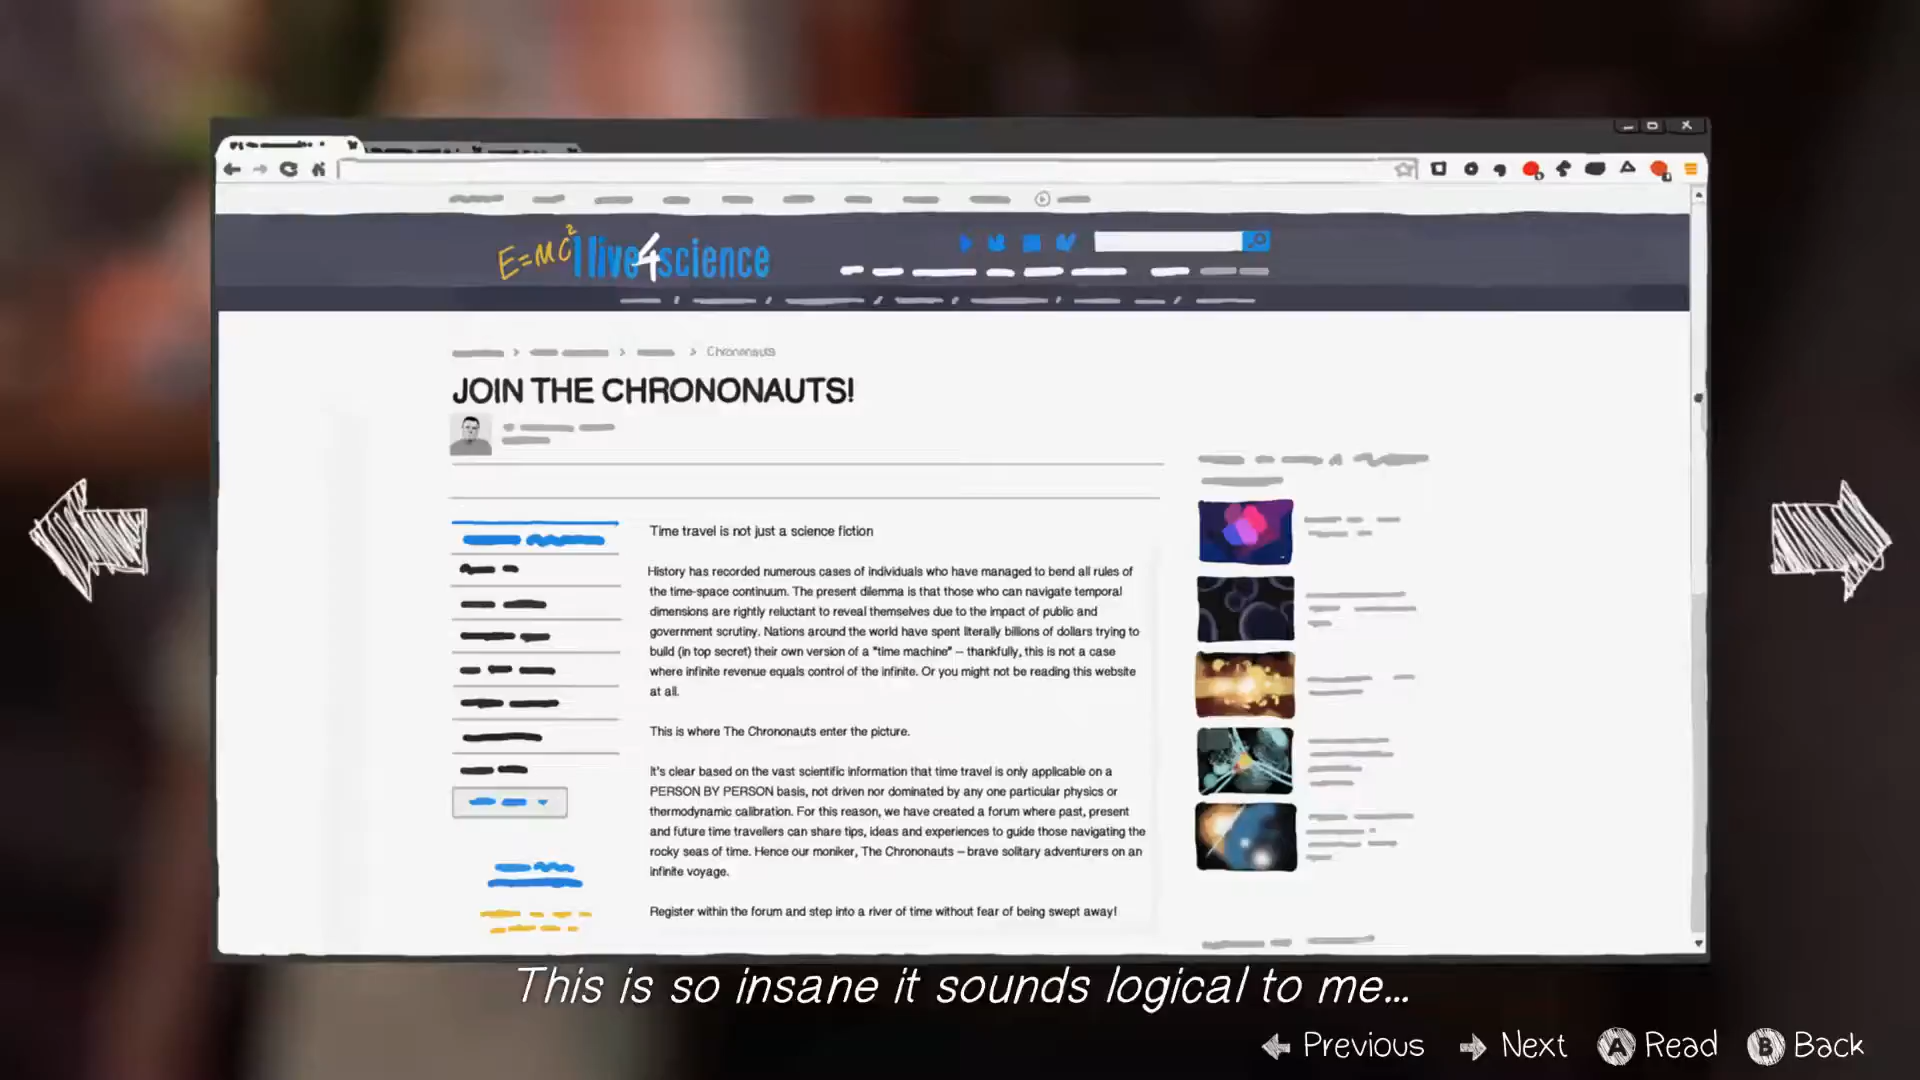 E=MC²
I live4science
Chrononauts
JOIN THE CHRONONAUTS!
Time travel is not just a science fiction
History has recorded numerous cases of individuals who have managed to bend all rules of
the time-space continuum. The present dilemma is that those who can navigate temporal
dimensions are rightly reluctant to reveal themselves due to the impact of public and
government scrutiny. Nations around the world have spent literally billions of dollars trying to
build (in top secret) their own version of a "time machine" – thankfully, this is not a case
where infinite revenue equals control of the infinite. Or you might not be reading this website
at all.
This is where The Chrononauts enter the picture.
It's clear based on the vast scientific information that time travel is only applicable on a
PERSON BY PERSON basis, not driven nor dominated by any one particular physics or
thermodynamic calibration. For this reason, we have created a forum where past, present
and future time travellers can share tips, ideas and experiences to guide those navigating the
rocky seas of time. Hence our moniker, The Chrononauts – brave solitary adventurers on an
infinite voyage.
Register within the forum and step into a river of time without fear of being swept away!
This is so insane it sounds logical to me...
Previous Next A Read B Back